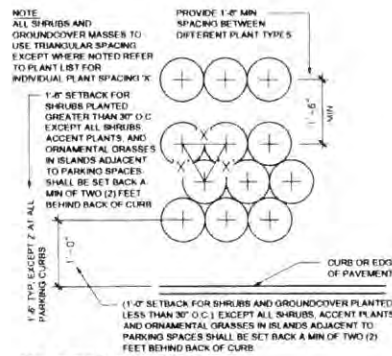 NOTE
ALL SHRUBS AND
GROUNDCOVER MASSES TO
USE TRIANGULAR SPACING
EXCEPT WHERE NOTED REFER
TO PLANT LIST FOR
INDIVIDUAL PLANT SPACING 'X'
PROVIDE 1'-6" MIN
SPACING BETWEEN
DIFFERENT PLANT TYPES
1'-6" SETBACK FOR
SHRUBS PLANTED
GREATER THAN 30" O.C
EXCEPT ALL SHRUBS,
ACCENT PLANTS, AND
ORNAMENTAL GRASSES
IN ISLANDS ADJACENT
TO PARKING SPACES
SHALL BE SET BACK A
MIN OF TWO (2) FEET
BEHIND BACK OF CURB
1'-6"
MIN
X
X
X
1'-6" TYP, EXCEPT 2' AT ALL
PARKING CURBS
1'-0"
CURB OR EDGE
OF PAVEMENT
(1'-0" SETBACK FOR SHRUBS AND GROUNDCOVER PLANTED
LESS THAN 30" O.C.) EXCEPT ALL SHRUBS, ACCENT PLANTS
AND ORNAMENTAL GRASSES IN ISLANDS ADJACENT TO
PARKING SPACES SHALL BE SET BACK A MIN OF TWO (2)
FEET BEHIND BACK OF CURB